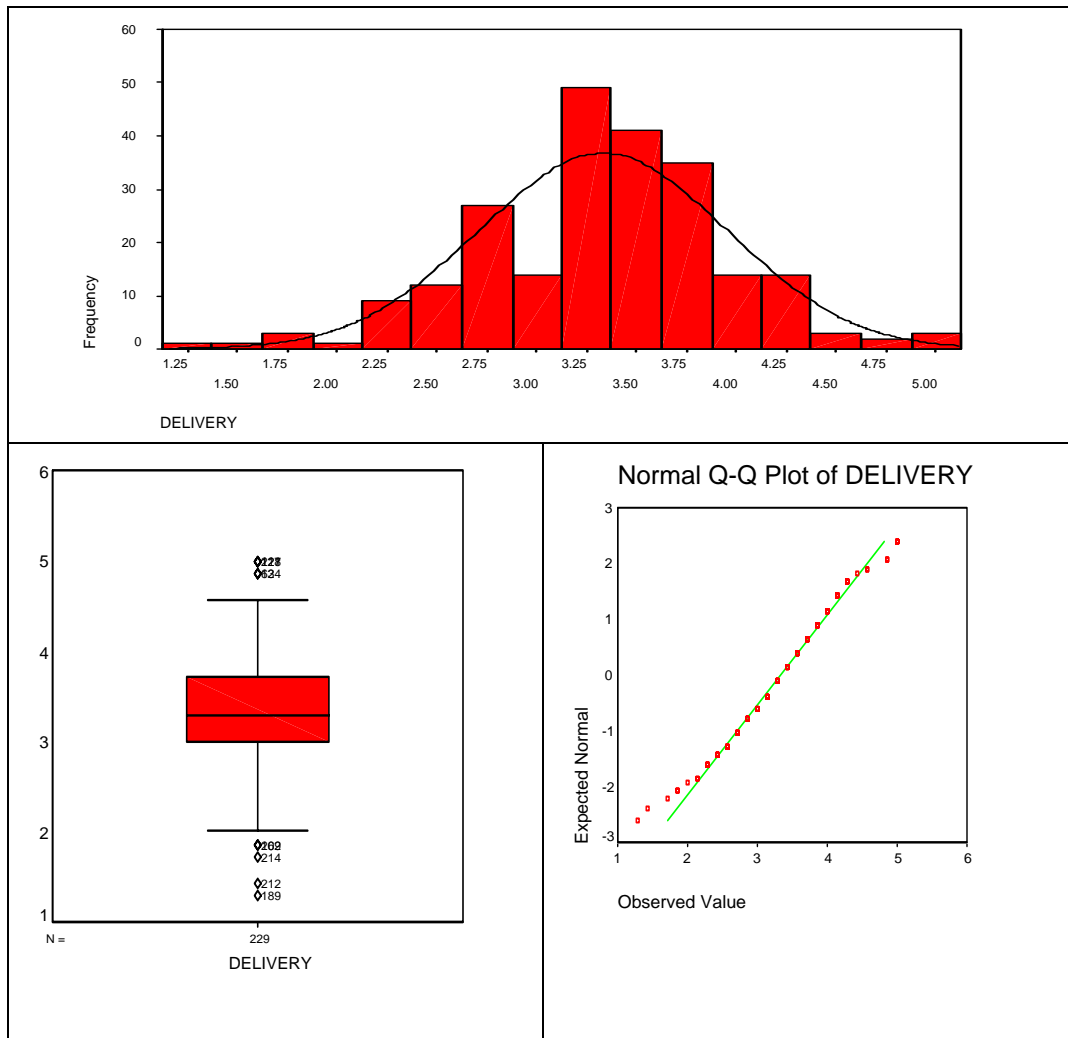 60
50
40
30
20
10
0
Frequency
1.25 1.75 2.25 2.75 3.25 3.75 4.25 4.75
1.50 2.00 2.50 3.00 3.50 4.00 4.50 5.00
DELIVERY
6
5
4
3
2
1
214
212
189
N = 229
DELIVERY
Normal Q-Q Plot of DELIVERY
3
2
1
0
-1
-2
-3
Expected Normal
1 2 3 4 5 6
Observed Value